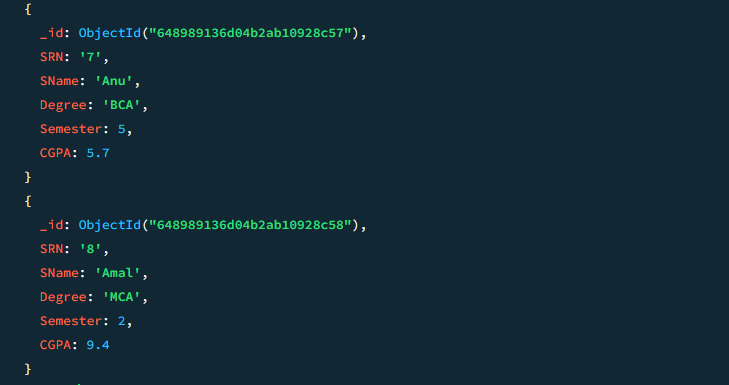 {
_id: ObjectId("648989136d04b2ab10928c57"),
SRN: '7',
SName: 'Anu',
Degree: 'BCA',
Semester: 5,
CGPA: 5.7
}
{
_id: ObjectId("648989136d04b2ab10928c58"),
SRN: '8',
SName: 'Amal',
Degree: 'MCA',
Semester: 2,
CGPA: 9.4
}